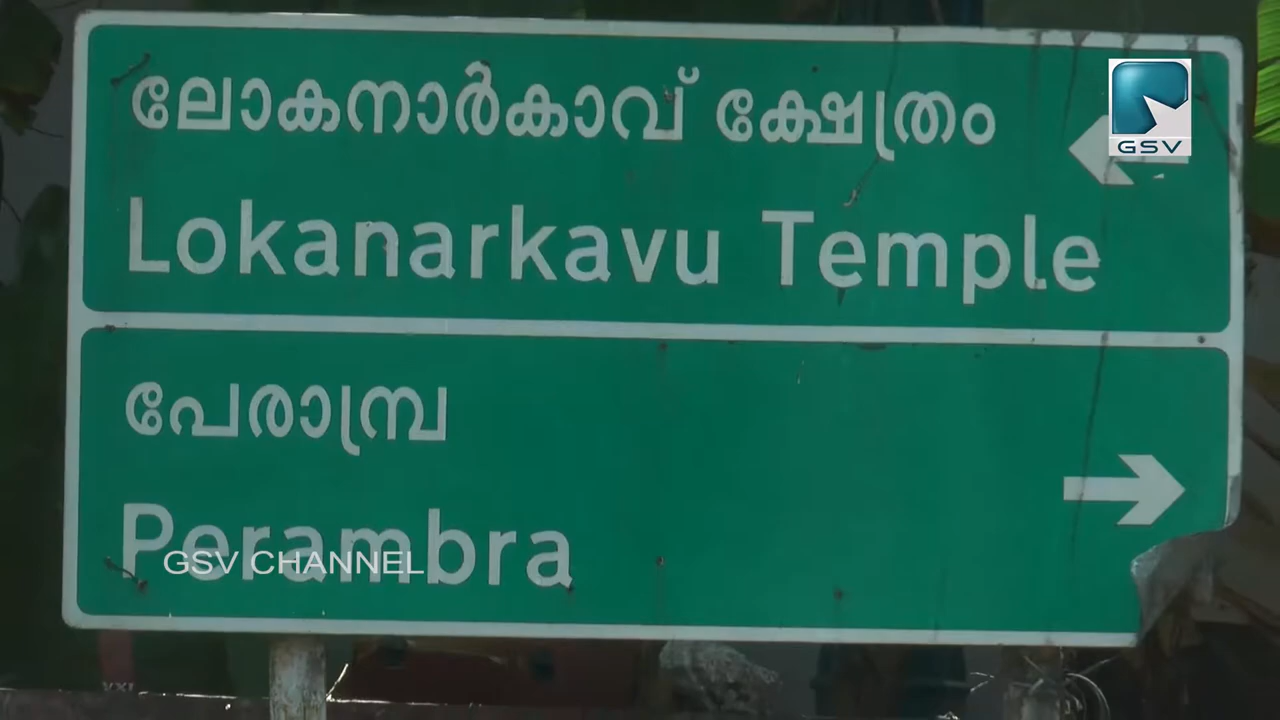 ലോകനാർകാവ് ക്ഷേത്രം
GSV
Lokanarkavu Temple
പേരാമ്പ്ര
Perambra
GSV CHANNEL